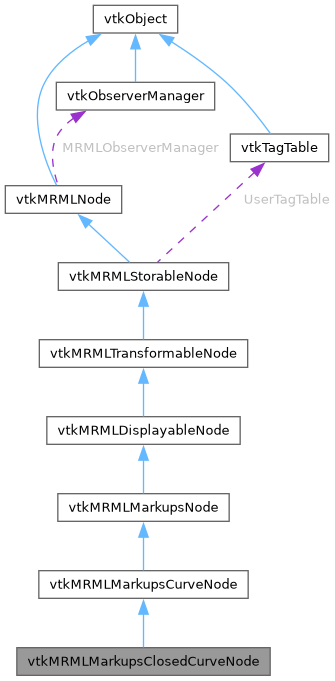 vtkObject
vtkObserverManager
vtkTagTable
MRMLObserverManager
vtkMRMLNode
UserTagTable
vtkMRMLStorableNode
vtkMRMLTransformableNode
vtkMRMLDisplayableNode
vtkMRMLMarkupsNode
vtkMRMLMarkupsCurveNode
vtkMRMLMarkupsClosedCurveNode